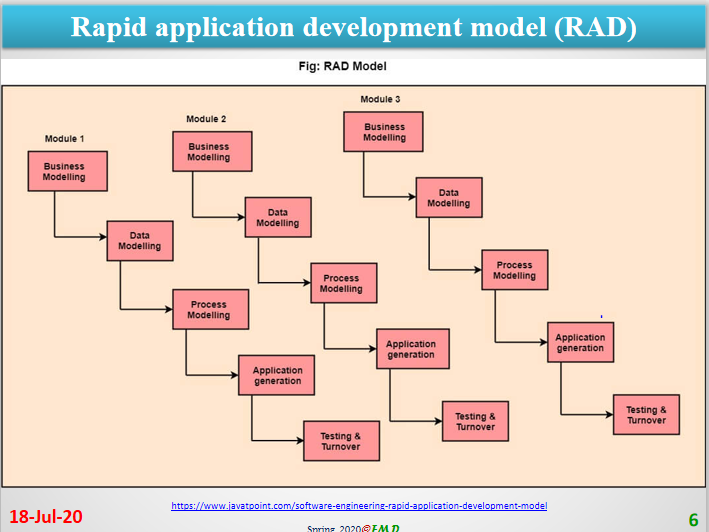 Rapid application development model (RAD)
Fig: RAD Model
Module 1
Business
Modelling
Data
Modelling
Process
Modelling
Application
generation
Testing &
Turnover
Module 2
Business
Modelling
Data
Modelling
Process
Modelling
Application
generation
Testing &
Turnover
Module 3
Business
Modelling
Data
Modelling
Process
Modelling
Application
generation
Testing &
Turnover
18-Jul-20
https://www.javatpoint.com/software-engineering-rapid-application-development-model
Spring 2020@FMD
6